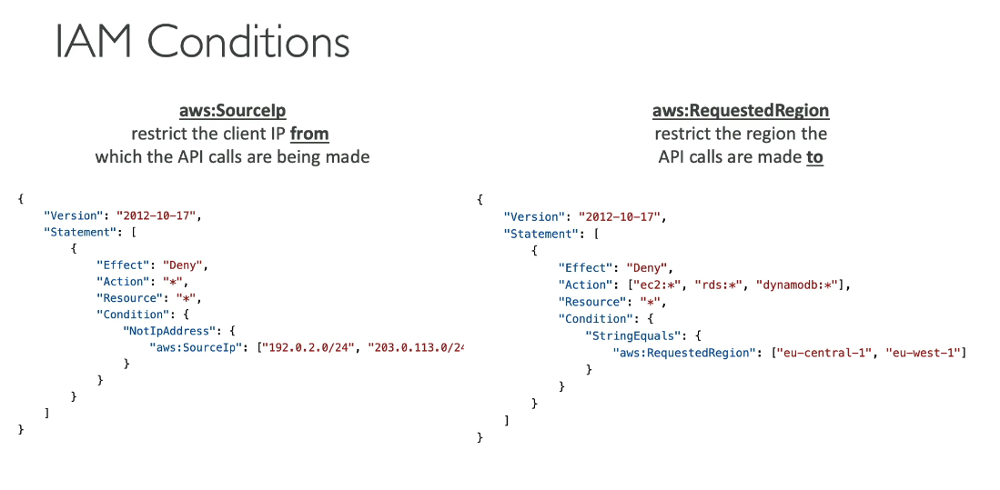 IAM Conditions
aws:SourceIp
restrict the client IP from
which the API calls are being made
{
    "Version": "2012-10-17",
    "Statement": [
        {
            "Effect": "Deny",
            "Action": "*",
            "Resource": "*",
            "Condition": {
                "NotIpAddress": {
                    "aws:SourceIp": ["192.0.2.0/24", "203.0.113.0/24
                }
            }
        }
    ]
}
aws:RequestedRegion
restrict the region the
API calls are made to
{
    "Version": "2012-10-17",
    "Statement": [
        {
            "Effect": "Deny",
            "Action": ["ec2:*", "rds:*", "dynamodb:*"],
            "Resource": "*",
            "Condition": {
                "StringEquals": {
                    "aws:RequestedRegion": ["eu-central-1", "eu-west-1"]
                }
            }
        }
    ]
}